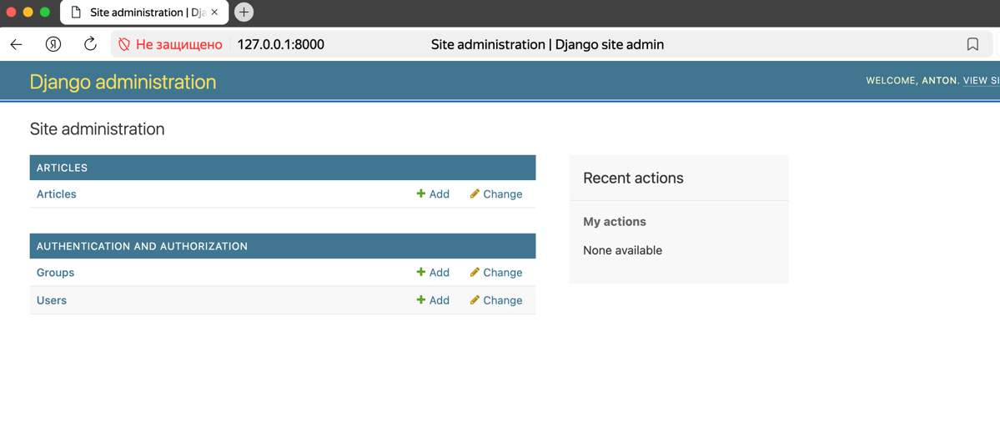 Site administration | Dja
Я Не защищено 127.0.0.1:8000 Site administration | Django site admin
Django administration WELCOME, ANTON. VIEW SI
Site administration
ARTICLES
Articles Add Change
AUTHENTICATION AND AUTHORIZATION
Groups Add Change
Users Add Change
Recent actions
My actions
None available